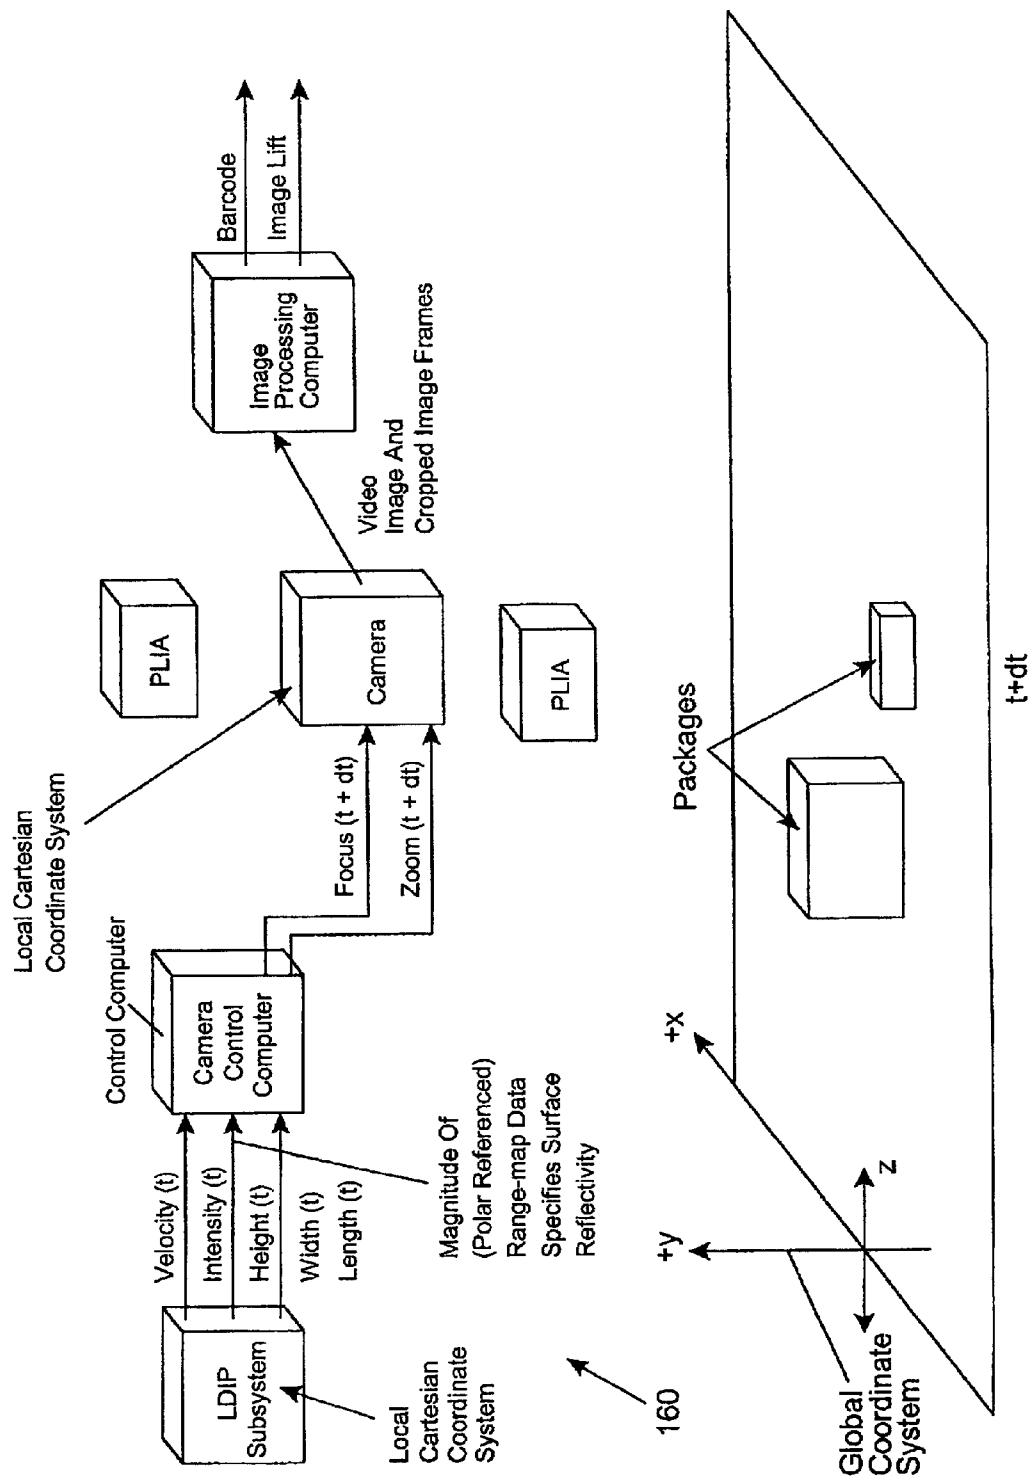 LDIP
Subsystem
Local
Cartesian
Coordinate
System
Velocity (t)
Intensity (t)
Height (t)
Width (t)
Length (t)
Magnitude Of
(Polar Referenced)
Range-map Data
Specifies Surface
Reflectivity
Control Computer
Camera
Control
Computer
Local Cartesian
Coordinate System
Focus (t + dt)
Zoom (t + dt)
PLIA
Camera
PLIA
Video
Image And
Cropped Image Frames
Image
Processing
Computer
Barcode
Image Lift
160
Global
Coordinate
System
+y
z
+x
Packages
t+dt